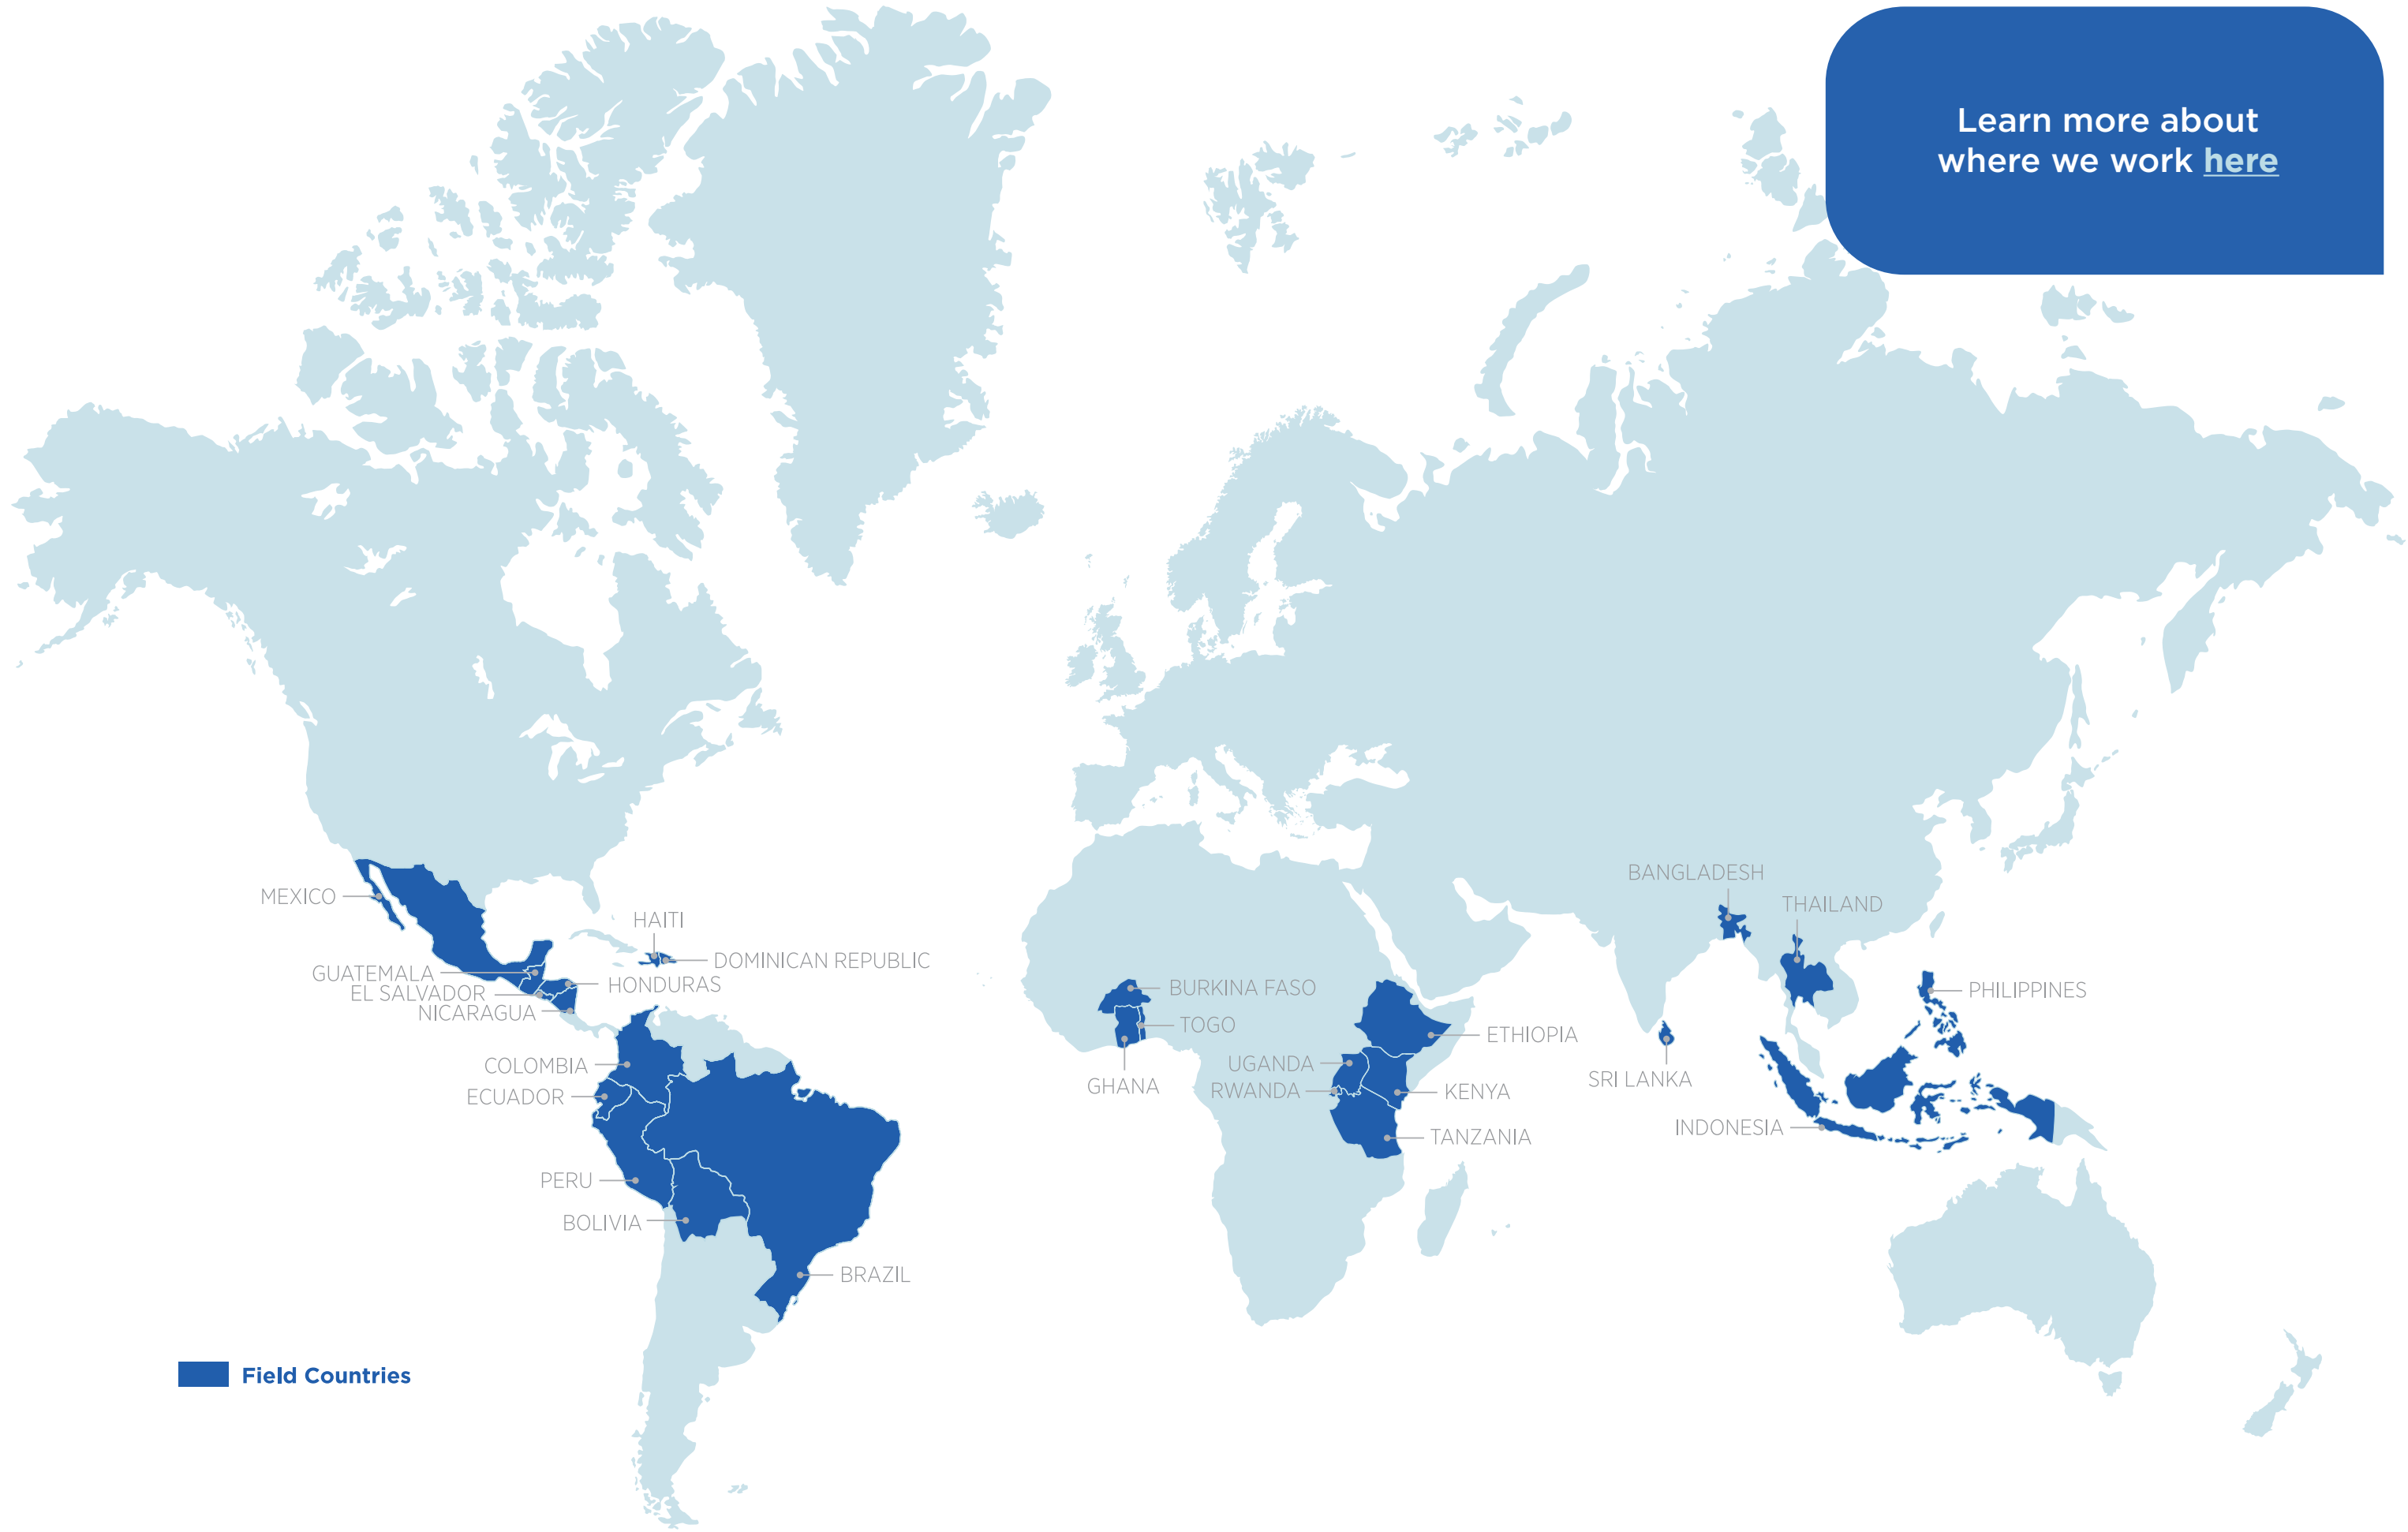 Learn more about
where we work here
BANGLADESH
MEXICO
THAILAND
HAITI
DOMINICAN REPUBLIC
GUATEMALA
HONDURAS
BURKINA FASO
PHILIPPINES
EL SALVADOR
NICARAGUA
TOGO
ETHIOPIA
COLOMBIA
UGANDA
SRI LANKA
GHANA
RWANDA
KENYA
ECUADOR
INDONESIA
TANZANIA
PERU
BOLIVIA
BRAZIL
Field Countries